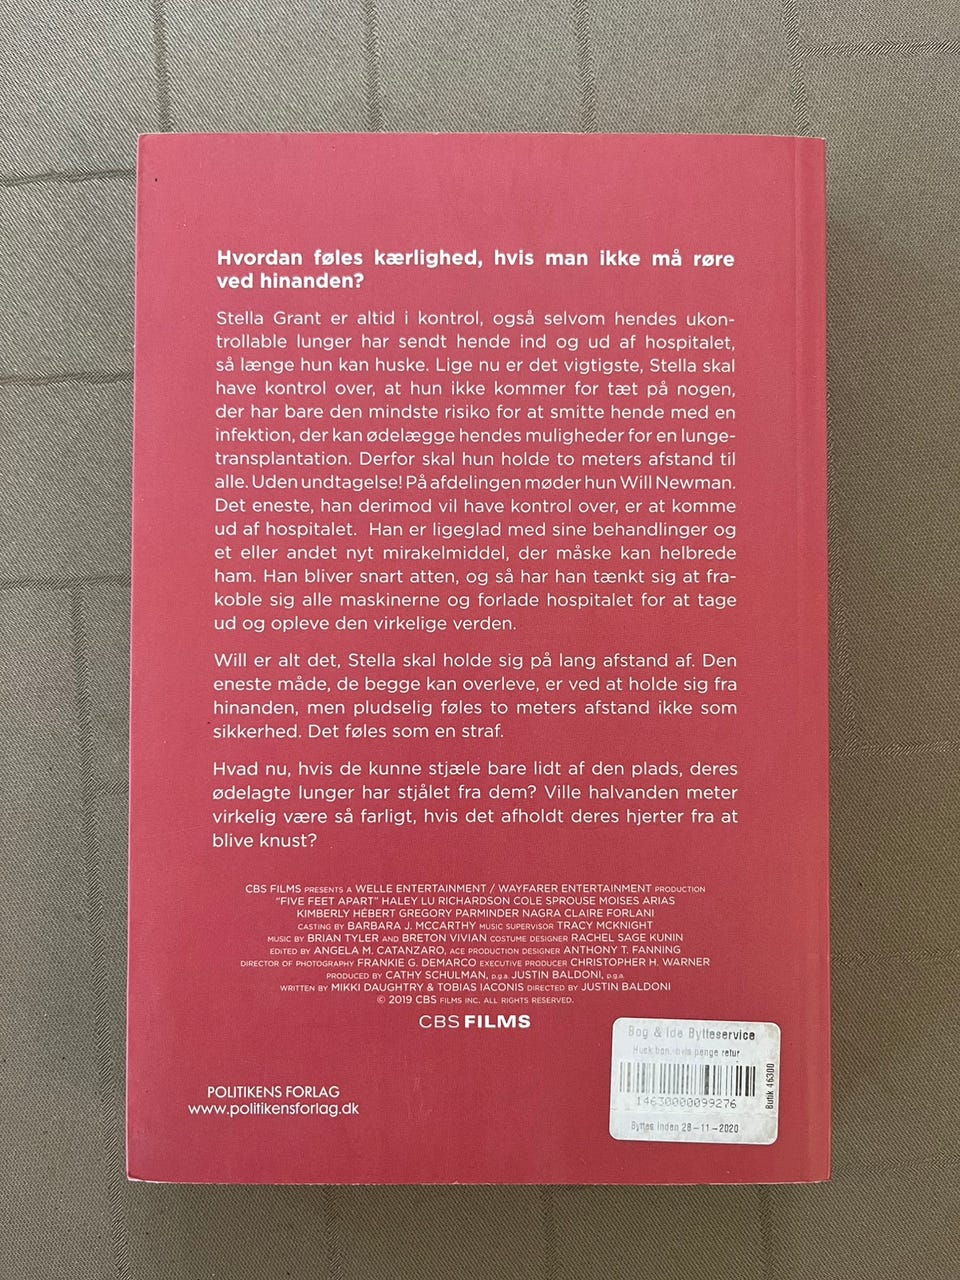 Hvordan føles kærlighed, hvis man ikke må røre
ved hinanden?
Stella Grant er altid i kontrol, også selvom hendes ukon-
trollable lunger har sendt hende ind og ud af hospitalet,
så længe hun kan huske. Lige nu er det vigtigste, Stella skal
have kontrol over, at hun ikke kommer for tæt på nogen,
der har bare den mindste risiko for at smitte hende med en
infektion, der kan ødelægge hendes muligheder for en lunge-
transplantation. Derfor skal hun holde to meters afstand til
alle. Uden undtagelse! På afdelingen møder hun Will Newman.
Det eneste, han derimod vil have kontrol over, er at komme
ud af hospitalet. Han er ligeglad med sine behandlinger og
et eller andet nyt mirakelmiddel, der måske kan helbrede
ham. Han bliver snart atten, og så har han tænkt sig at fra-
koble sig alle maskinerne og forlade hospitalet for at tage
ud og opleve den virkelige verden.
Will er alt det, Stella skal holde sig på lang afstand af. Den
eneste måde, de begge kan overleve, er ved at holde sig fra
hinanden, men pludselig føles to meters afstand ikke som
sikkerhed. Det føles som en straf.
Hvad nu, hvis de kunne stjæle bare lidt af den plads, deres
ødelagte lunger har stjålet fra dem? Ville halvanden meter
virkelig være så farligt, hvis det afholdt deres hjerter fra at
blive knust?
CBS FILMS PRESENTS A WELLE ENTERTAINMENT / WAYFARER ENTERTAINMENT PRODUCTION
"FIVE FEET APART" HALEY LU RICHARDSON COLE SPROUSE MOISES ARIAS
KIMBERLY HÉBERT GREGORY PARMINDER NAGRA CLAIRE FORLANI
CASTING BY BARBARA J. MCCARTHY MUSIC SUPERVISOR TRACY MCKNIGHT
MUSIC BY BRIAN TYLER AND BRETON VIVIAN COSTUME DESIGNER RACHEL SAGE KUNIN
EDITED BY ANGELA M. CATANZARO, ACE PRODUCTION DESIGNER ANTHONY T. FANNING
DIRECTOR OF PHOTOGRAPHY FRANKIE G. DEMARCO EXECUTIVE PRODUCER CHRISTOPHER H. WARNER
PRODUCED BY CATHY SCHULMAN, p.g.a. JUSTIN BALDONI, p.g.a.
WRITTEN BY MIKKI DAUGHTRY & TOBIAS IACONIS DIRECTED BY JUSTIN BALDONI
© 2019 CBS FILMS INC. ALL RIGHTS RESERVED.
CBS FILMS
POLITIKENS FORLAG
www.politikensforlag.dk
Bog & Ide Bytteservice
Husk bon, hvis penge retur
14630000099276
Butik 46300
Byttes inden 28-11-2020